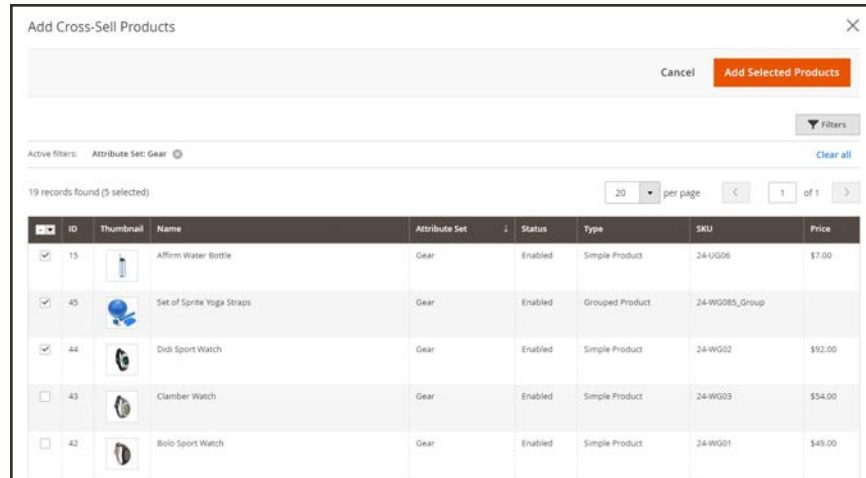 Add Cross-Sell Products
Cancel Add Selected Products
Filters
Active filters: Attribute Set: Gear Clear all
19 records found (5 selected) 20 per page 1 of 1
ID Thumbnail Name Attribute Set Status Type SKU Price
15 Affirm Water Bottle Gear Enabled Simple Product 24-UG06 $7.00
45 Set of Sprite Yoga Straps Gear Enabled Grouped Product 24-WG085_Group
44 Didi Sport Watch Gear Enabled Simple Product 24-WG02 $92.00
43 Clamber Watch Gear Enabled Simple Product 24-WG03 $54.00
42 Bolo Sport Watch Gear Enabled Simple Product 24-WG01 $49.00